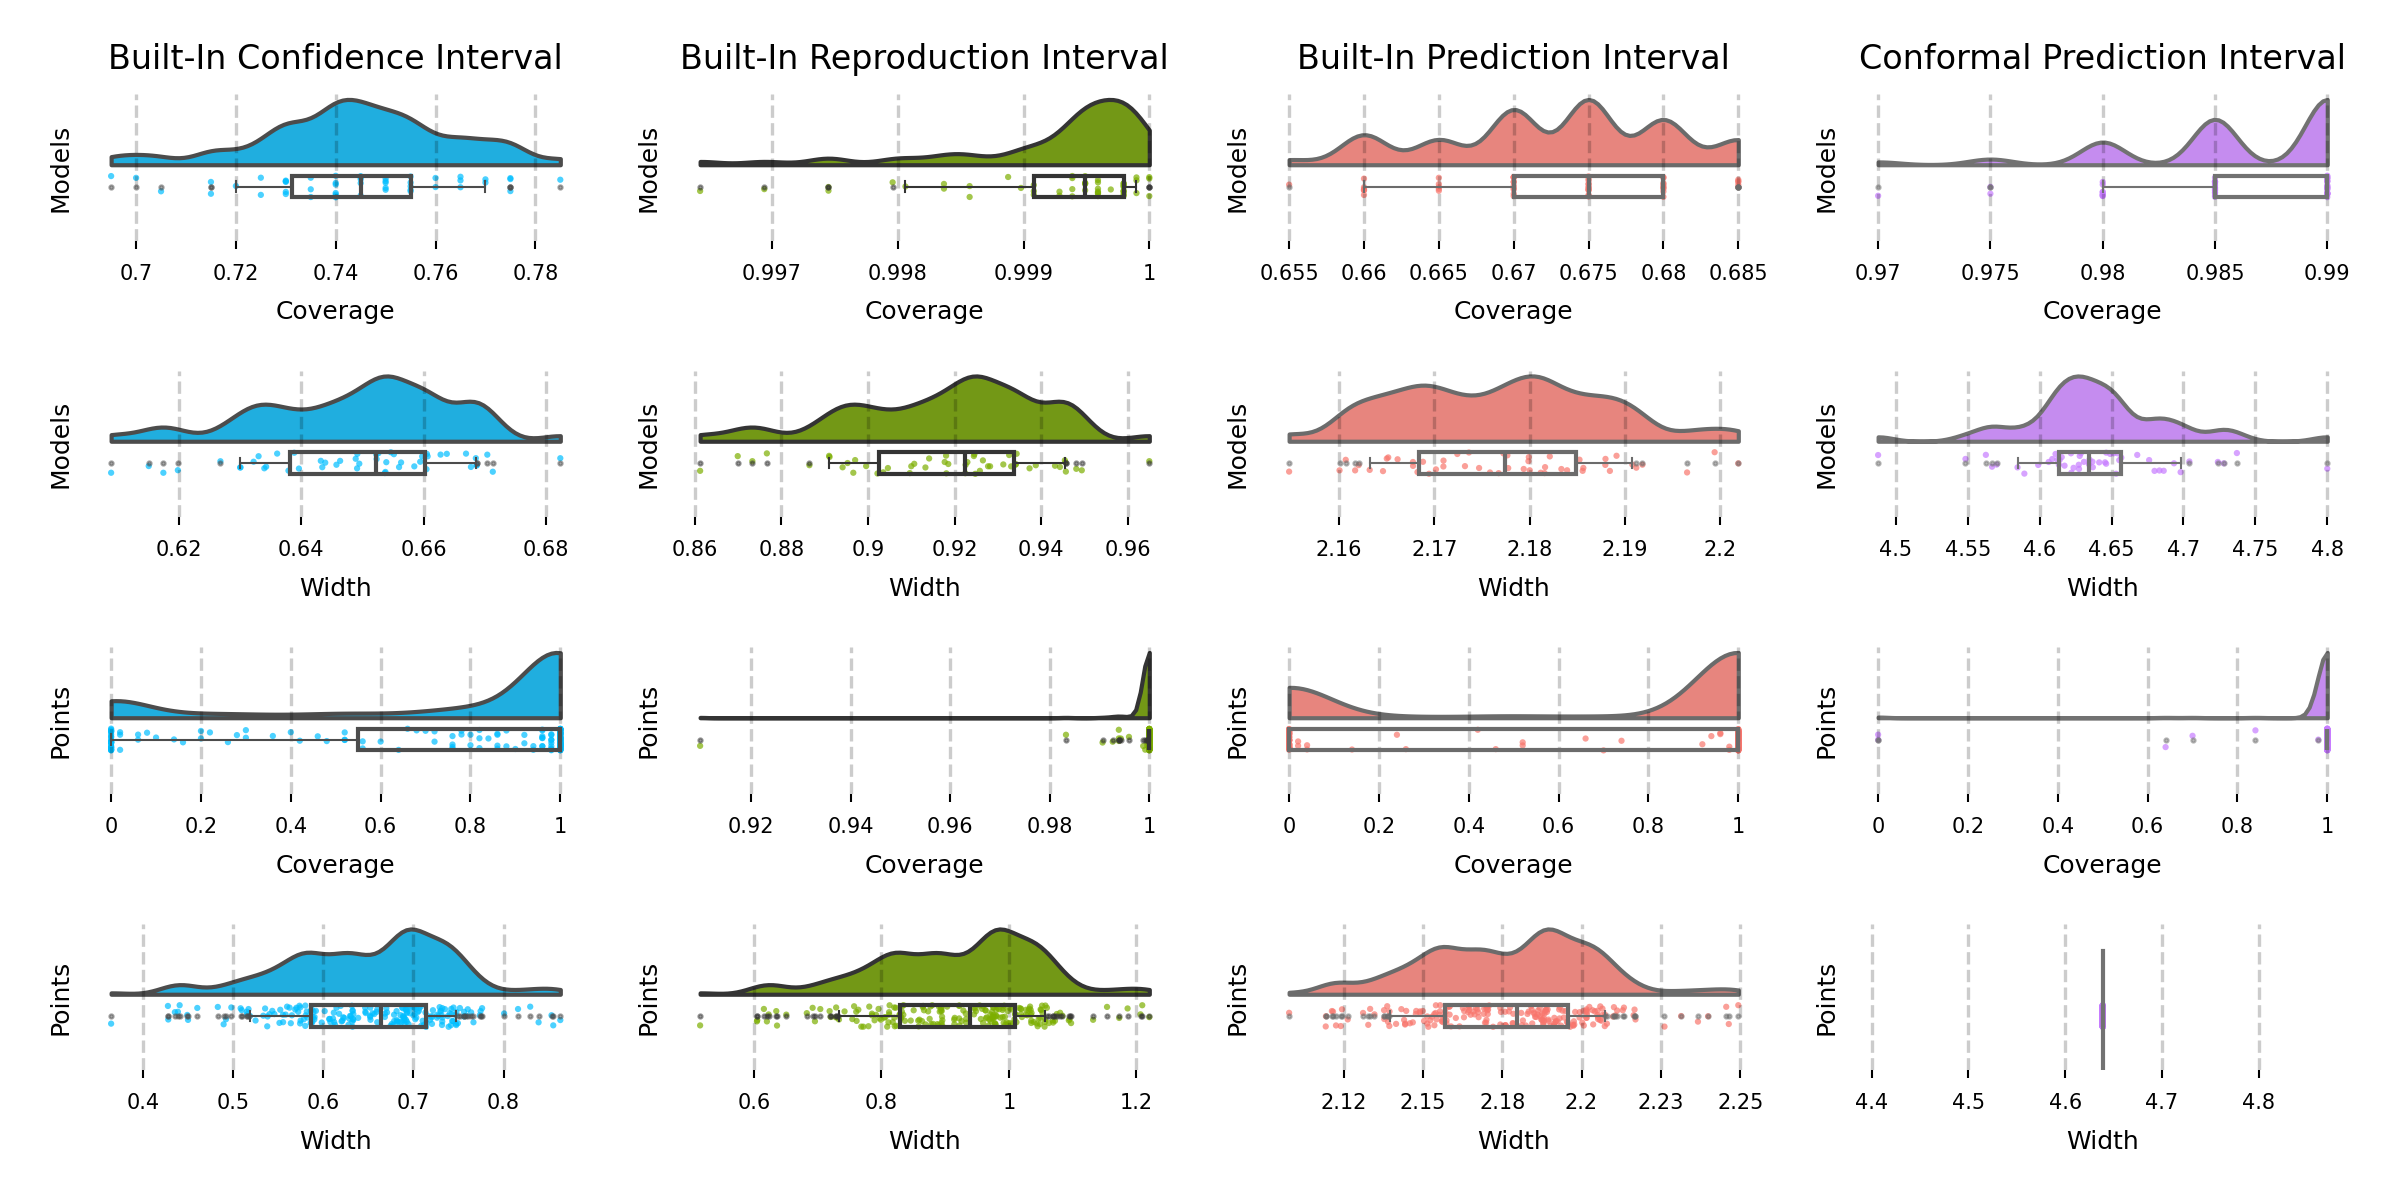 Built-In Confidence Interval Built-In Reproduction Interval Built-In Prediction Interval Conformal Prediction Interval
Models Models Models Models
0.7 0.72 0.74 0.76 0.78 0.997 0.998 0.999 1 0.655 0.66 0.665 0.67 0.675 0.68 0.685 0.97 0.975 0.98 0.985 0.99
Coverage Coverage Coverage Coverage
Models Models Models Models
0.62 0.64 0.66 0.68 0.86 0.88 0.9 0.92 0.94 0.96 2.16 2.17 2.18 2.19 2.2 4.5 4.55 4.6 4.65 4.7 4.75 4.8
Width Width Width Width
Points Points Points Points
0 0.2 0.4 0.6 0.8 1 0.92 0.94 0.96 0.98 1 0 0.2 0.4 0.6 0.8 1 0 0.2 0.4 0.6 0.8 1
Coverage Coverage Coverage Coverage
Points Points Points Points
0.4 0.5 0.6 0.7 0.8 0.6 0.8 1 1.2 2.12 2.15 2.18 2.2 2.23 2.25 4.4 4.5 4.6 4.7 4.8
Width Width Width Width